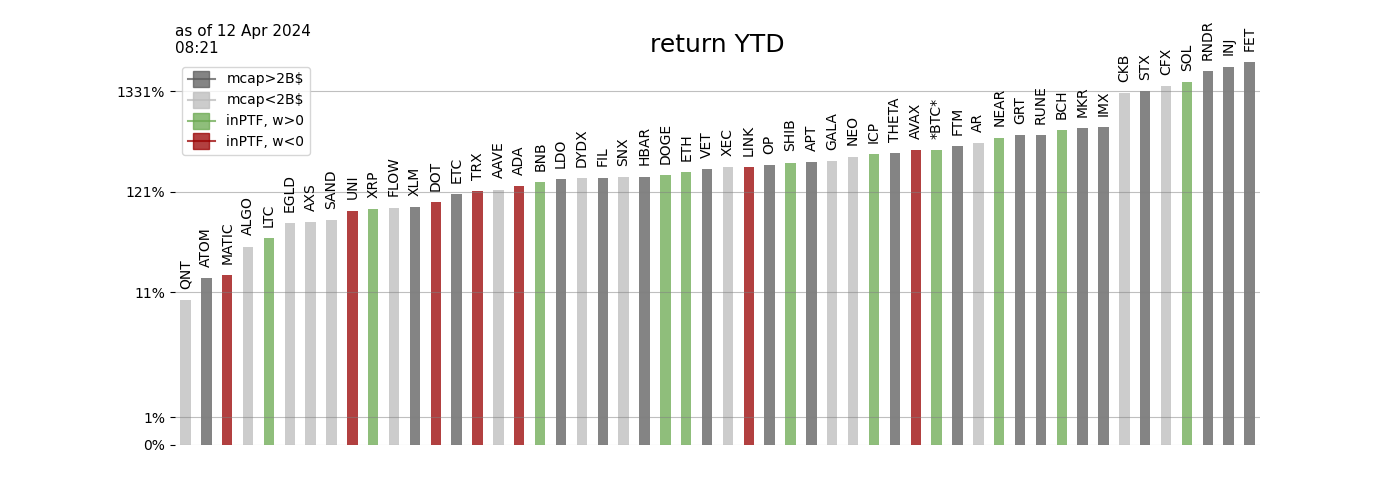 as of 12 Apr 2024
08:21
return YTD
mcap>2B$
mcap<2B$
inPTF, w>0
inPTF, w<0
1331%
121%
11%
1%
0%
QNT
ATOM
MATIC
ALGO
LTC
EGLD
AXS
SAND
UNI
XRP
FLOW
XLM
DOT
ETC
TRX
AAVE
ADA
BNB
LDO
DYDX
FIL
SNX
HBAR
DOGE
ETH
VET
XEC
LINK
OP
SHIB
APT
GALA
NEO
ICP
THETA
AVAX
*BTC*
FTM
AR
NEAR
GRT
RUNE
BCH
MKR
IMX
CKB
STX
CFX
SOL
RNDR
INJ
FET